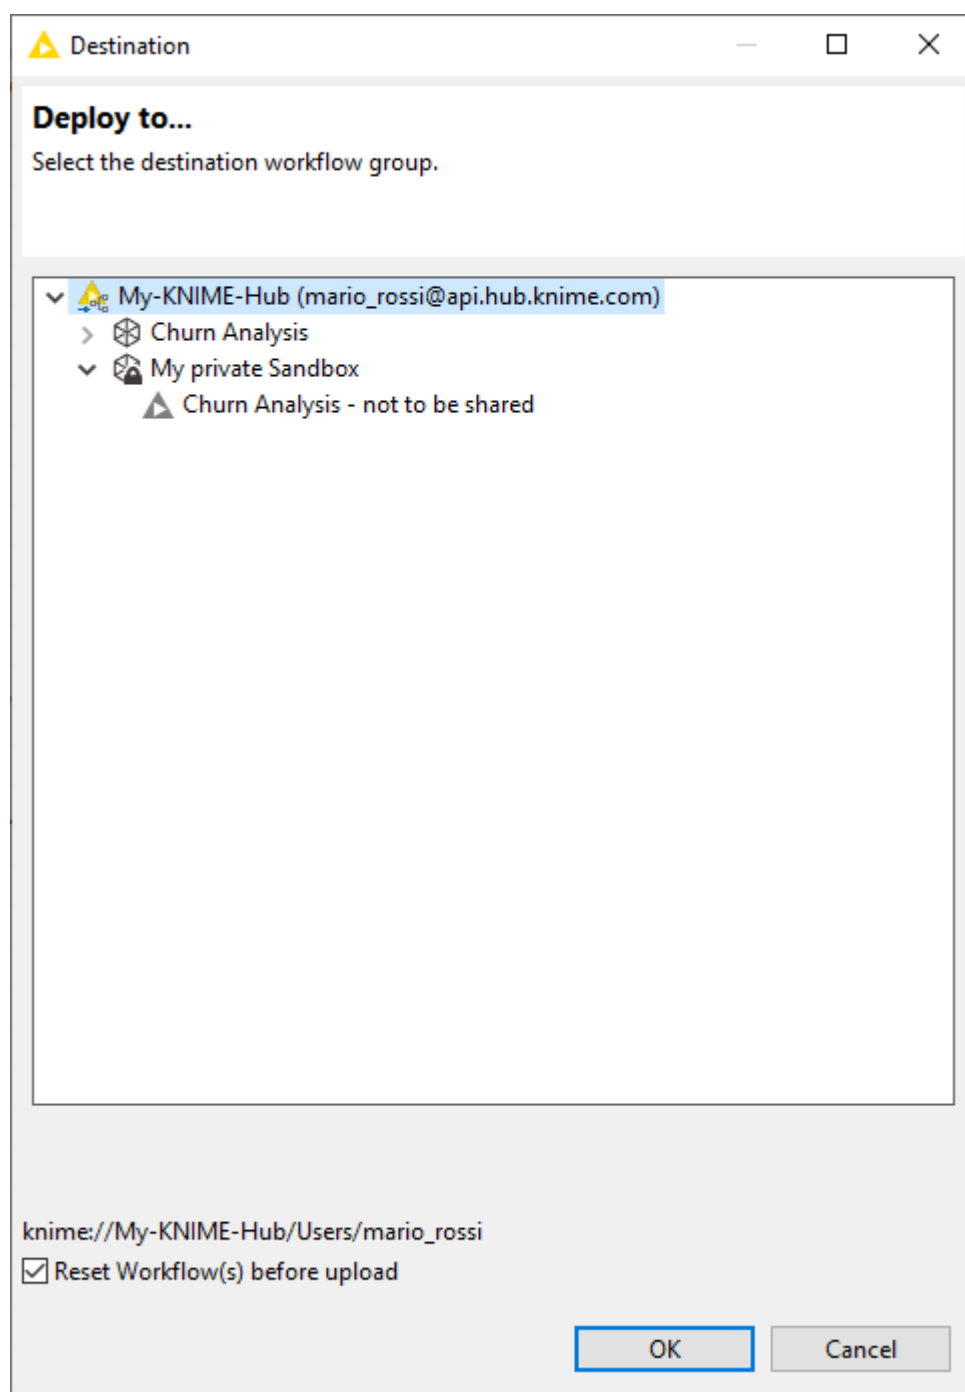 Destination
Deploy to...
Select the destination workflow group.
My-KNIME-Hub (mario_rossi@api.hub.knime.com)
Churn Analysis
My private Sandbox
Churn Analysis - not to be shared
knime://My-KNIME-Hub/Users/mario_rossi
Reset Workflow(s) before upload
OK Cancel